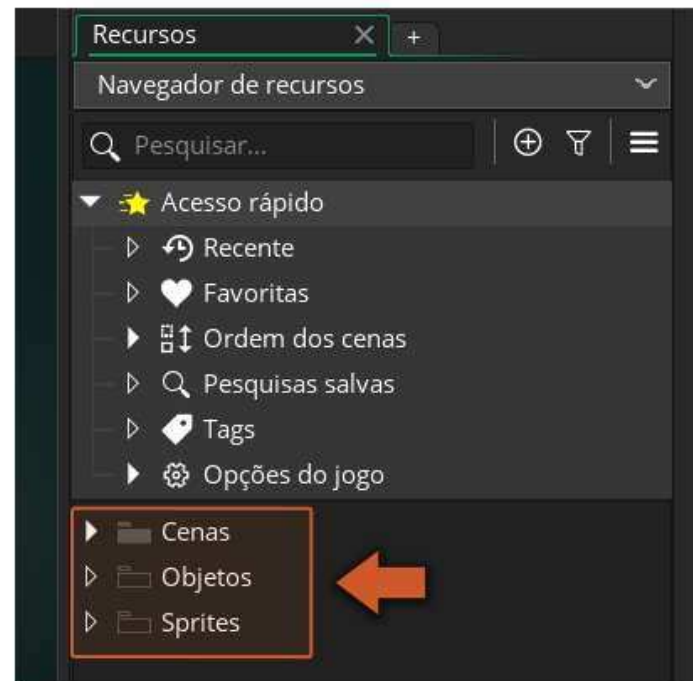 Recursos
Navegador de recursos
Pesquisar...
Acesso rápido
Recente
Favoritas
Ordem dos cenas
Pesquisas salvas
Tags
Opções do jogo
Cenas
Objetos
Sprites